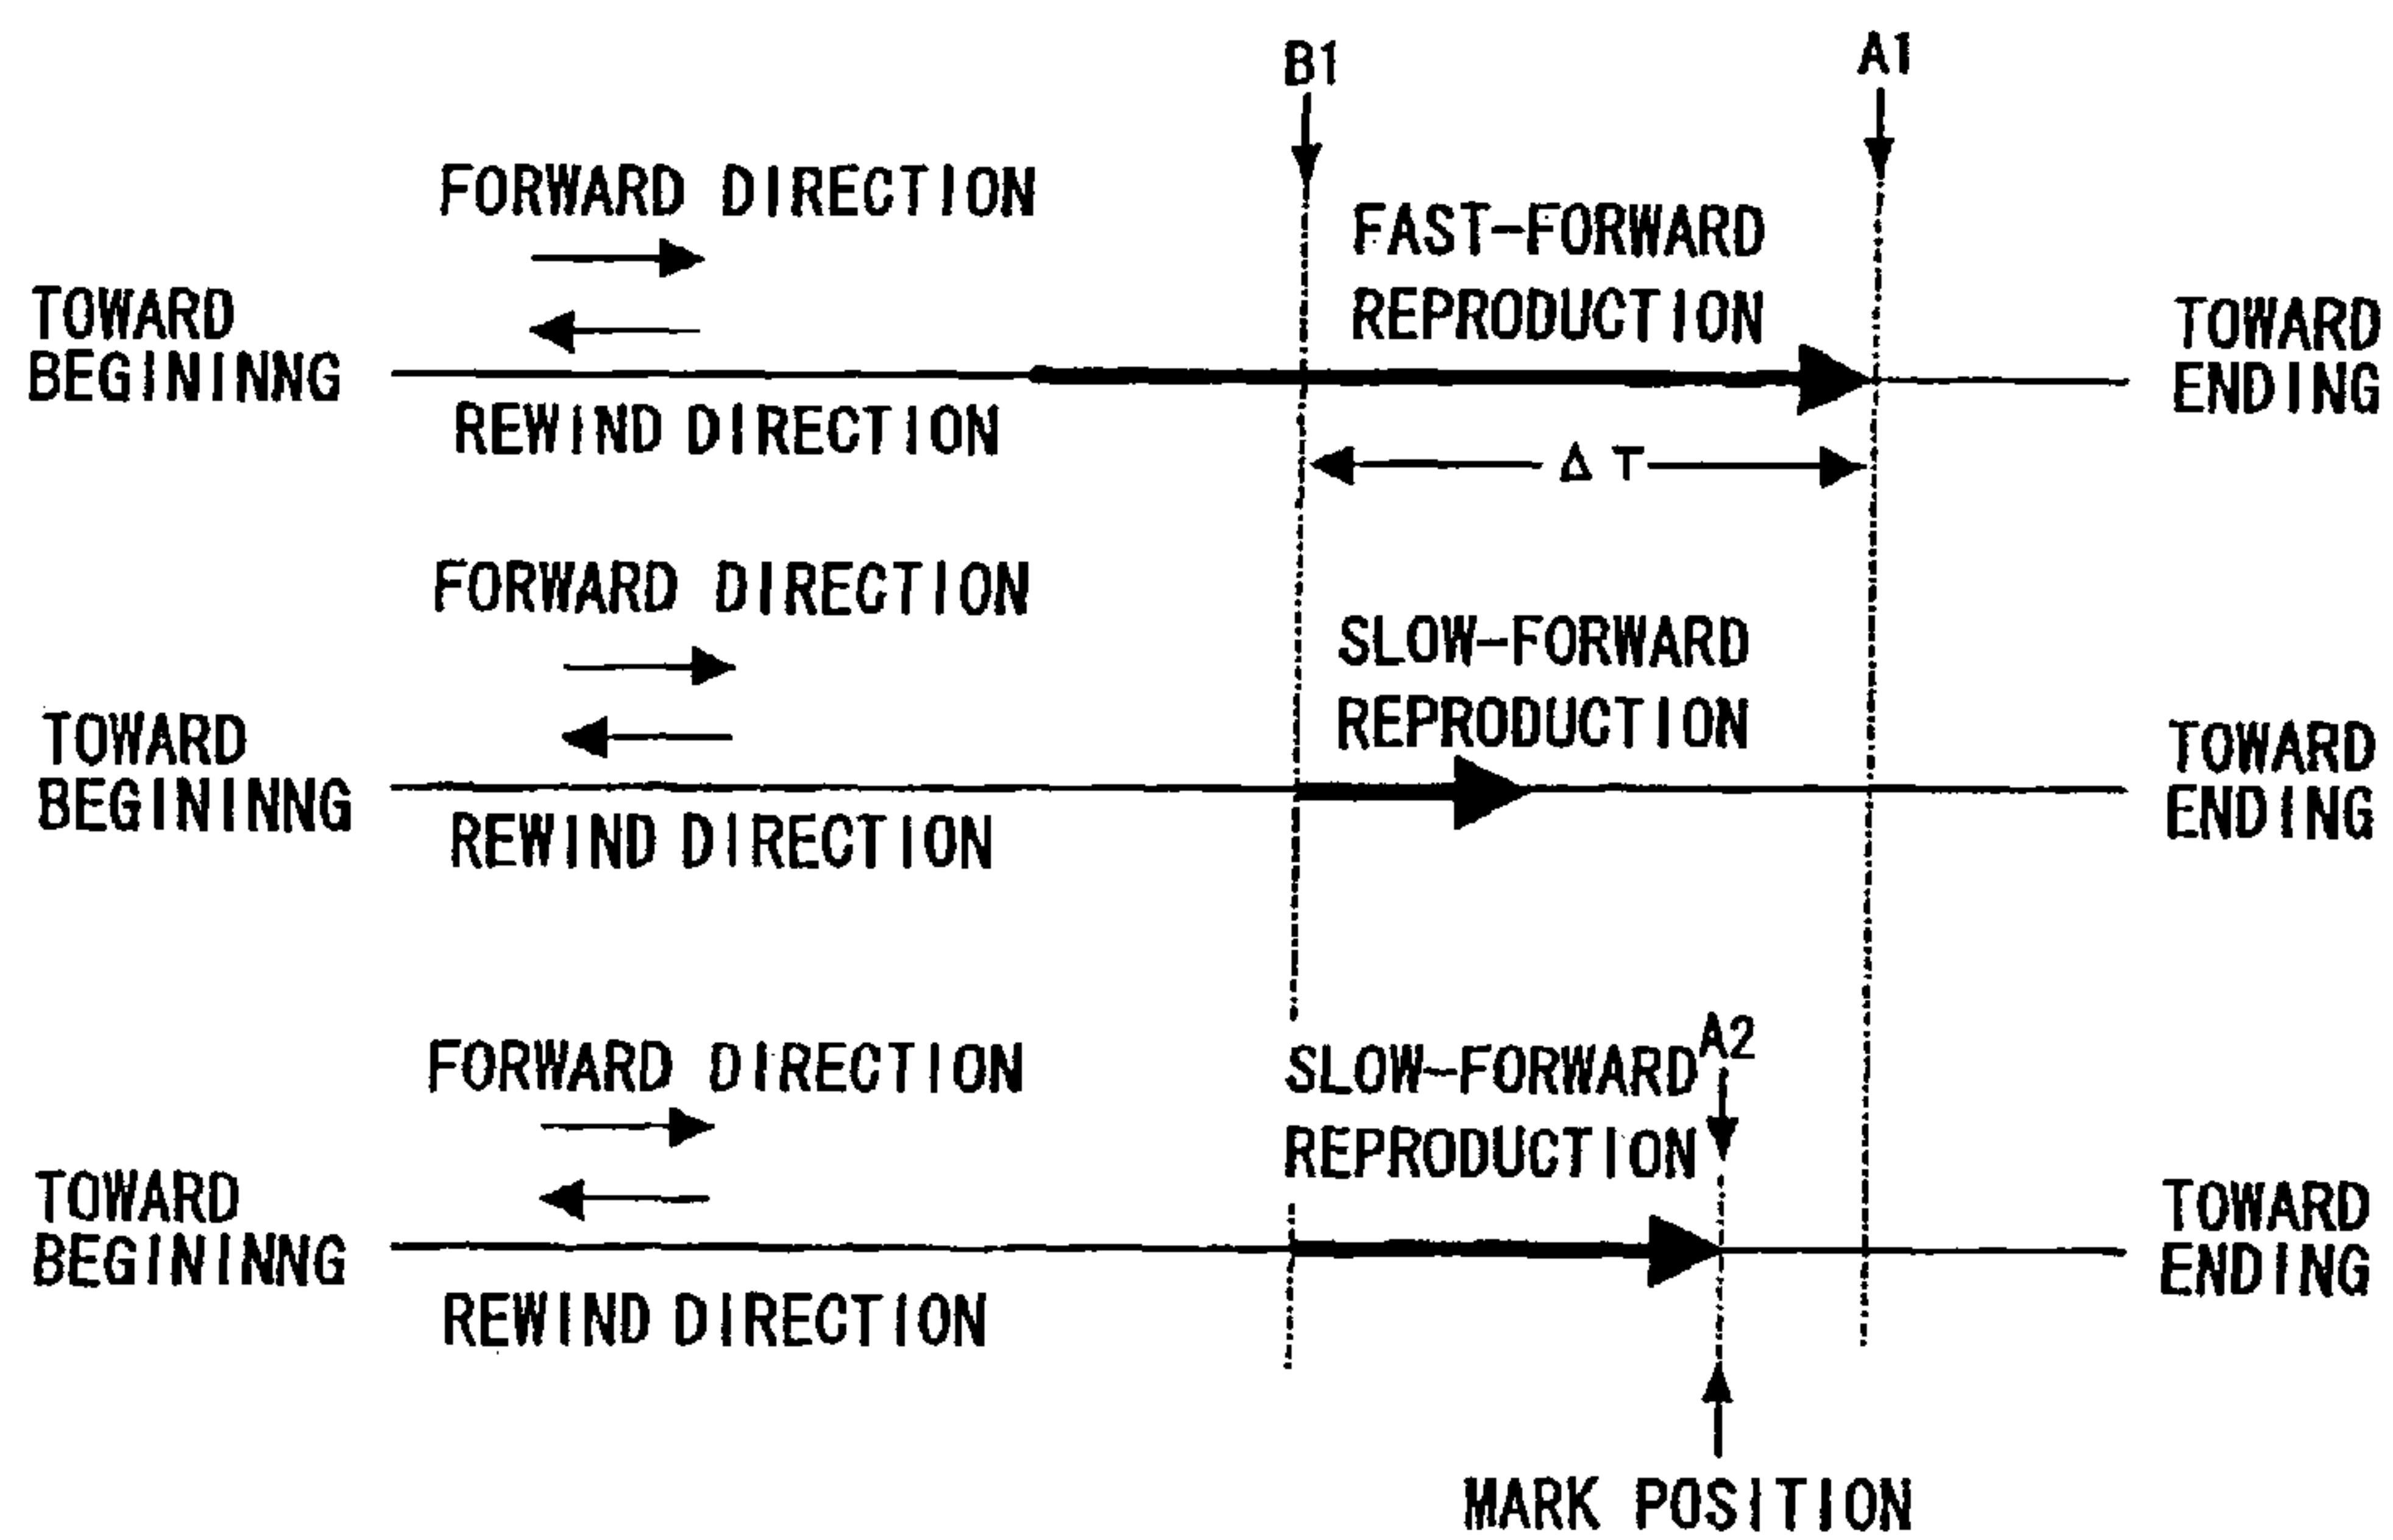 B1
A1
FORWARD DIRECTION
FAST-FORWARD
REPRODUCTION
TOWARD
BEGININNG
TOWARD
ENDING
REWIND DIRECTION
Δ T
FORWARD DIRECTION
SLOW-FORWARD
REPRODUCTION
TOWARD
BEGININNG
TOWARD
ENDING
REWIND DIRECTION
A2
FORWARD DIRECTION
SLOW-FORWARD
REPRODUCTION
TOWARD
BEGININNG
TOWARD
ENDING
REWIND DIRECTION
MARK POSITION